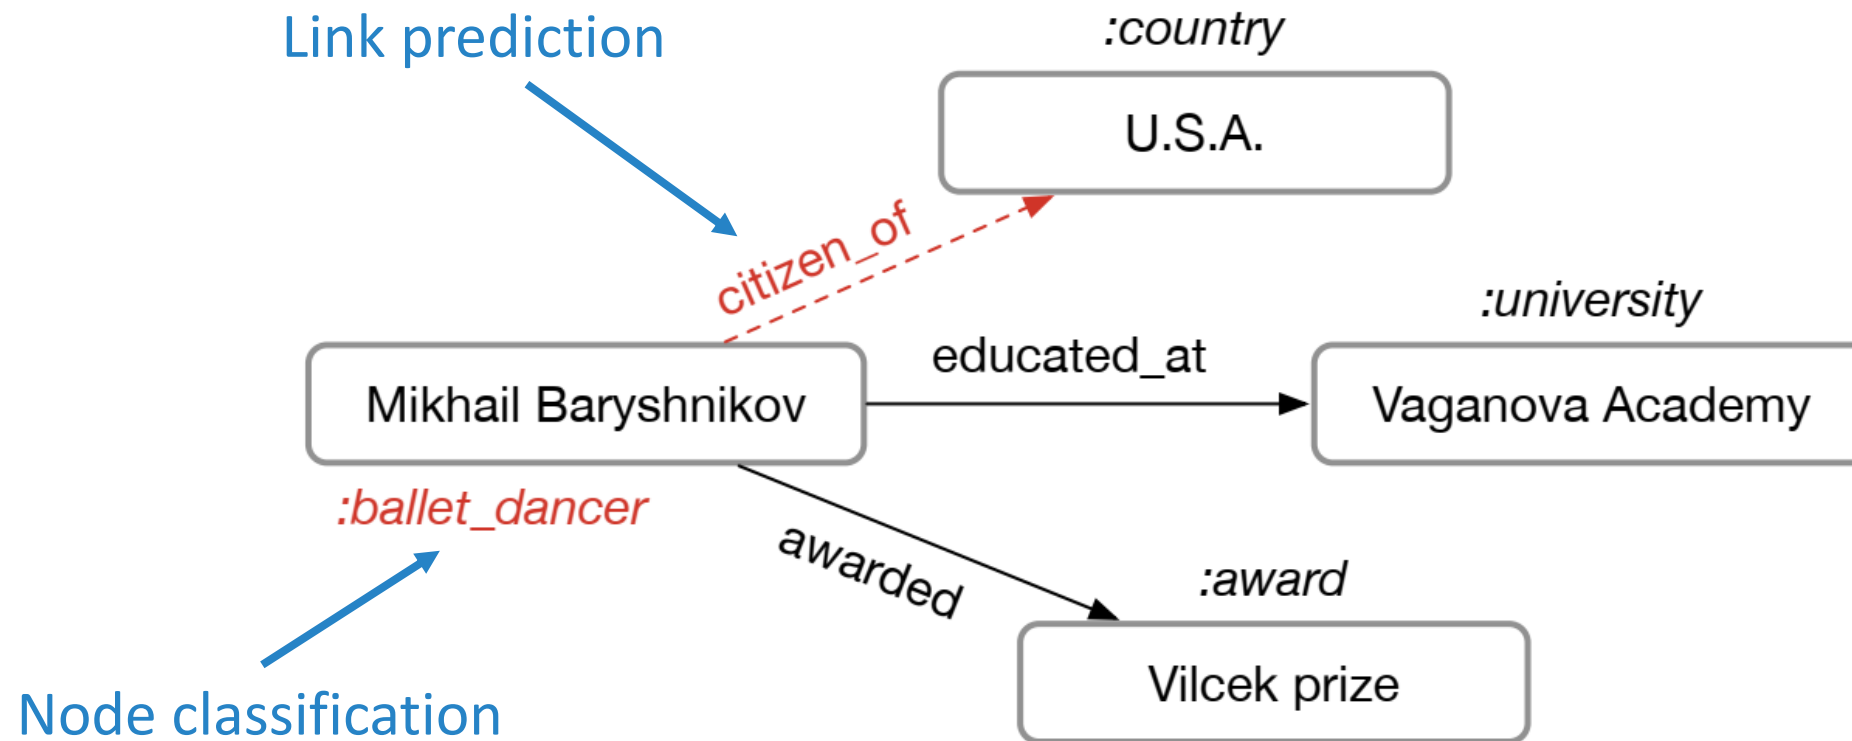 Link prediction
:country
U.S.A.
citizen_of
:university
educated_at
Mikhail Baryshnikov
Vaganova Academy
:ballet_dancer
awarded
:award
Vilcek prize
Node classification